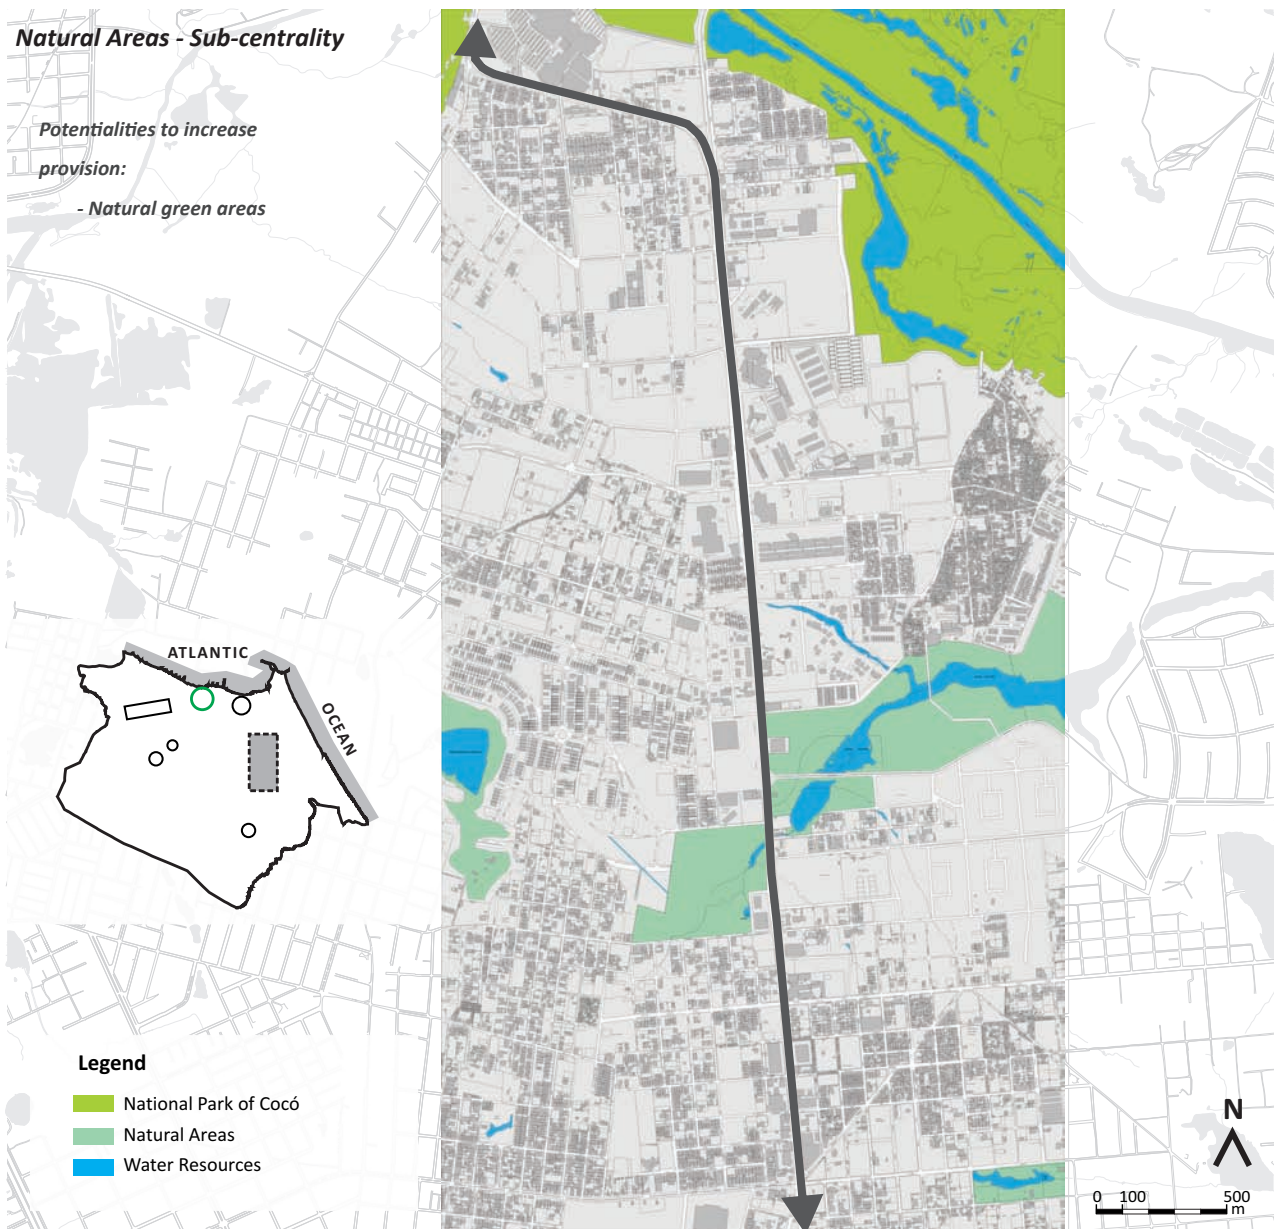 Natural Areas - Sub-centrality
Potentialities to increase
provision:
- Natural green areas
ATLANTIC
OCEAN
Legend
National Park of Cocó
Natural Areas
Water Resources
N
0 100 500
m